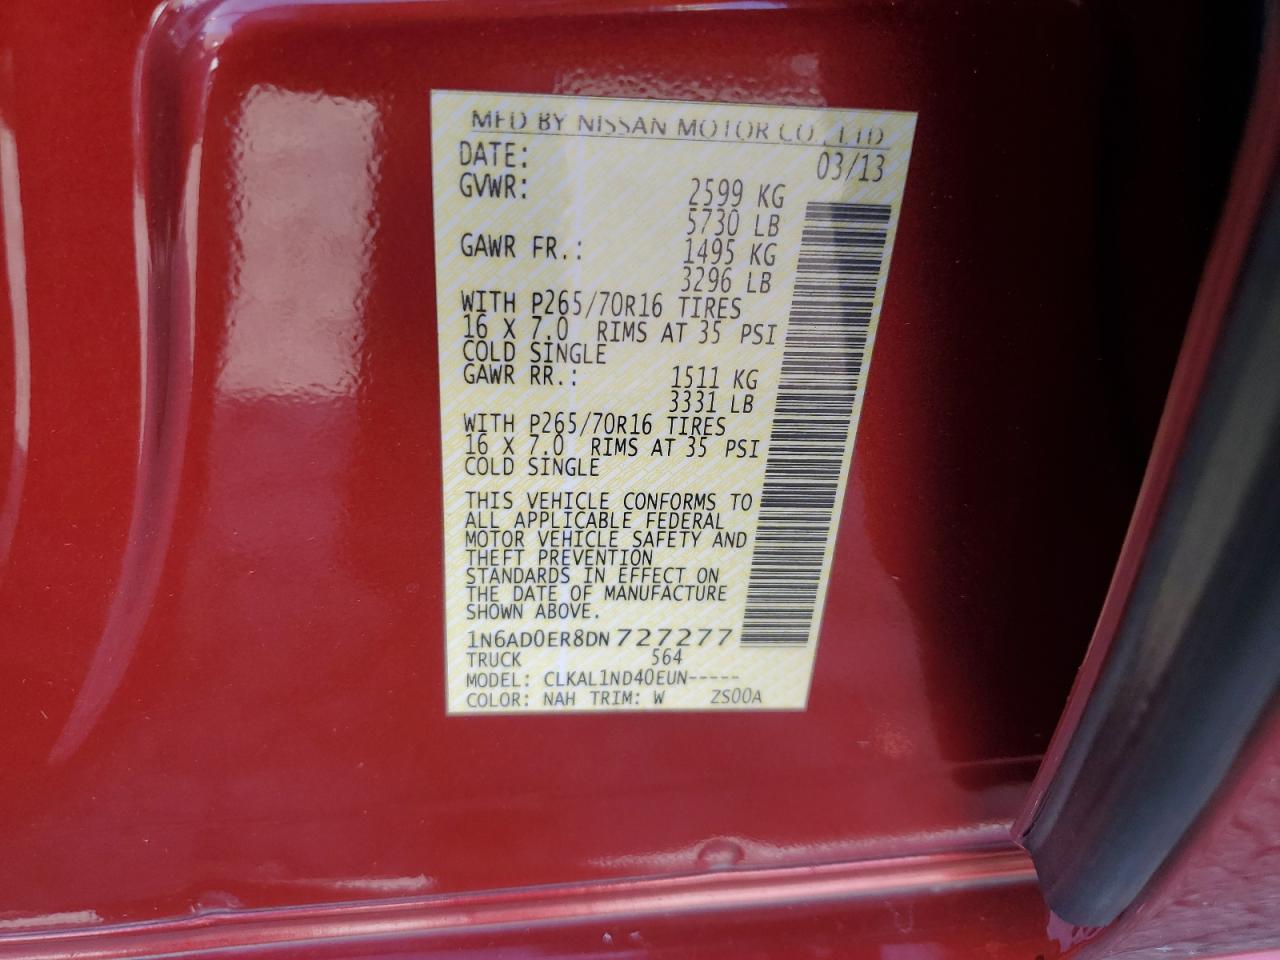 MFD BY NISSAN MOTOR CO., LTD
DATE: 03/13
GVWR: 2599 KG
5730 LB
GAWR FR.: 1495 KG
3296 LB
WITH P265/70R16 TIRES
16 X 7.0 RIMS AT 35 PSI
COLD SINGLE
GAWR RR.: 1511 KG
3331 LB
WITH P265/70R16 TIRES
16 X 7.0 RIMS AT 35 PSI
COLD SINGLE
THIS VEHICLE CONFORMS TO
ALL APPLICABLE FEDERAL
MOTOR VEHICLE SAFETY AND
THEFT PREVENTION
STANDARDS IN EFFECT ON
THE DATE OF MANUFACTURE
SHOWN ABOVE.
1N6AD0ER8DN727277
TRUCK 564
MODEL: CLKAL1ND40EUN-----
COLOR: NAH TRIM: W ZS00A